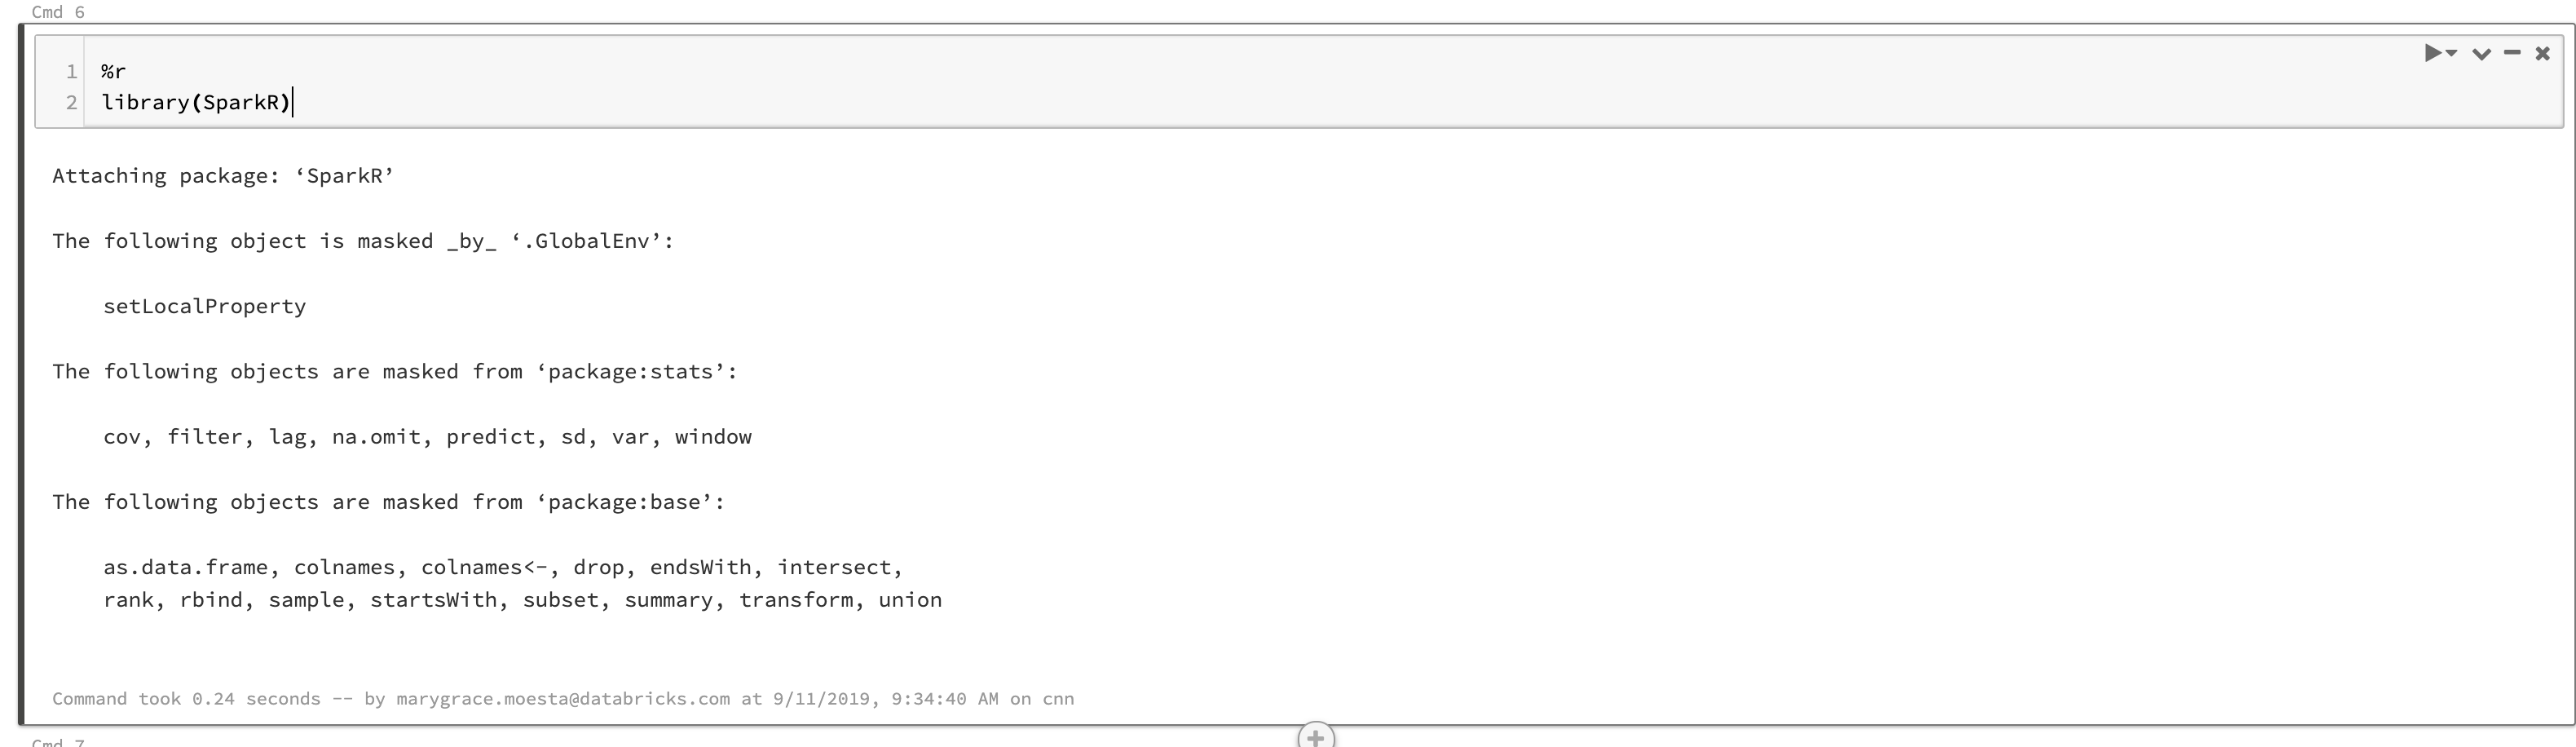 Cmd 6
1 %r
2 library(SparkR)
Attaching package: ‘SparkR’
The following object is masked _by_ ‘.GlobalEnv’:
setLocalProperty
The following objects are masked from ‘package:stats’:
cov, filter, lag, na.omit, predict, sd, var, window
The following objects are masked from ‘package:base’:
as.data.frame, colnames, colnames<-, drop, endsWith, intersect,
rank, rbind, sample, startsWith, subset, summary, transform, union
Command took 0.24 seconds -- by marygrace.moesta@databricks.com at 9/11/2019, 9:34:40 AM on cnn
Cmd 7